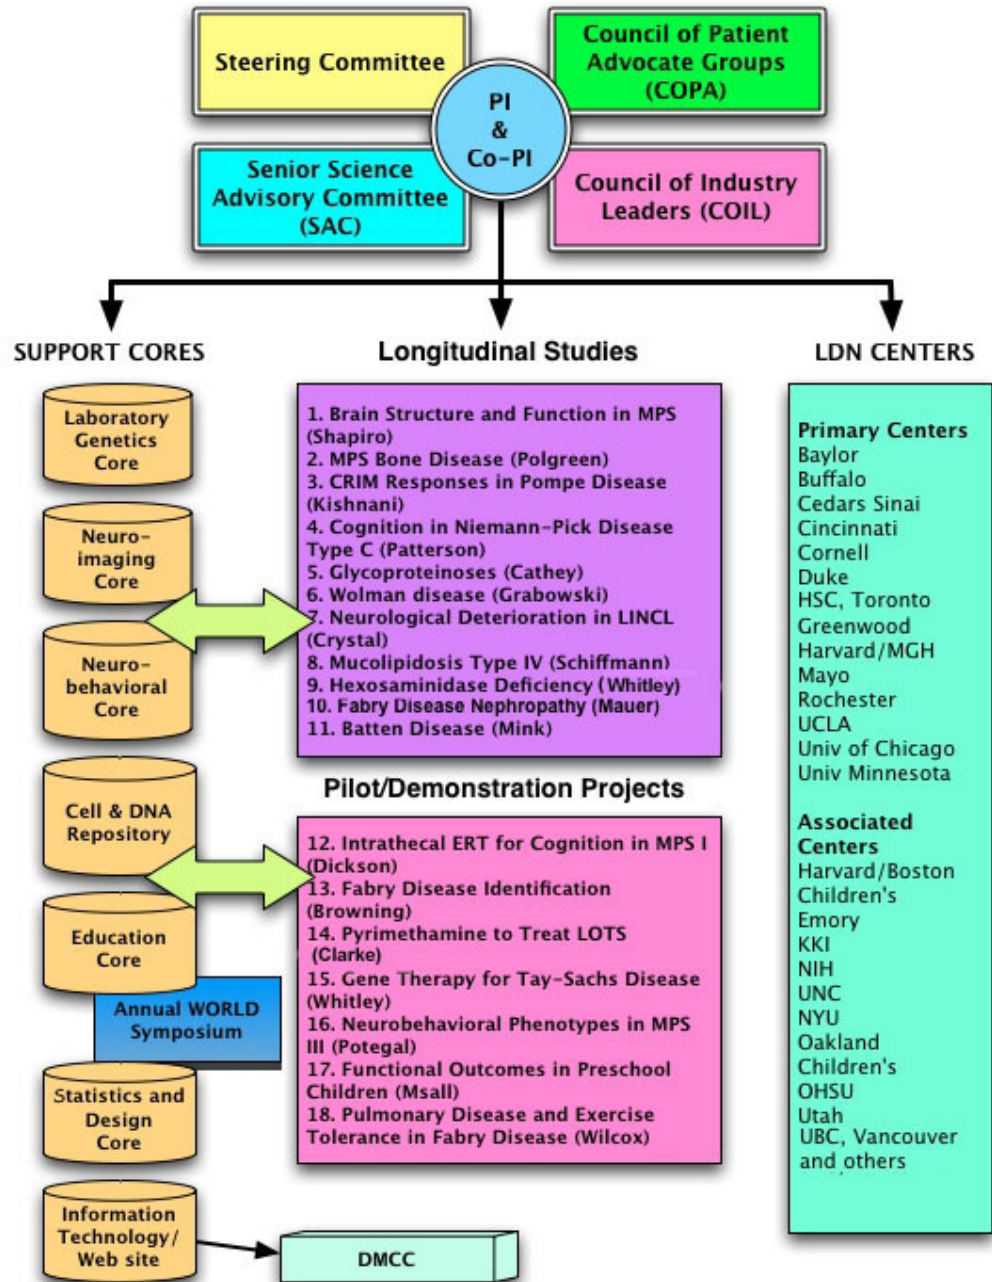 Steering Committee
Council of Patient
Advocate Groups
(COPA)
PI
&
Co-PI
Senior Science
Advisory Committee
(SAC)
Council of Industry
Leaders (COIL)
SUPPORT CORES
Laboratory
Genetics
Core
Neuro-
imaging
Core
Neuro-
behavioral
Core
Cell & DNA
Repository
Education
Core
Annual WORLD
Symposium
Statistics and
Design
Core
Information
Technology/
Web site
DMCC
Longitudinal Studies
1. Brain Structure and Function in MPS
(Shapiro)
2. MPS Bone Disease (Polgreen)
3. CRIM Responses in Pompe Disease
(Kishnani)
4. Cognition in Niemann-Pick Disease
Type C (Patterson)
5. Glycoproteinoses (Cathey)
6. Wolman disease (Grabowski)
7. Neurological Deterioration in LINCL
(Crystal)
8. Mucolipidosis Type IV (Schiffmann)
9. Hexosaminidase Deficiency (Whitley)
10. Fabry Disease Nephropathy (Mauer)
11. Batten Disease (Mink)
Pilot/Demonstration Projects
12. Intrathecal ERT for Cognition in MPS I
(Dickson)
13. Fabry Disease Identification
(Browning)
14. Pyrimethamine to Treat LOTS
(Clarke)
15. Gene Therapy for Tay-Sachs Disease
(Whitley)
16. Neurobehavioral Phenotypes in MPS
III (Potegal)
17. Functional Outcomes in Preschool
Children (Msall)
18. Pulmonary Disease and Exercise
Tolerance in Fabry Disease (Wilcox)
LDN CENTERS
Primary Centers
Baylor
Buffalo
Cedars Sinai
Cincinnati
Cornell
Duke
HSC, Toronto
Greenwood
Harvard/MGH
Mayo
Rochester
UCLA
Univ of Chicago
Univ Minnesota
Associated
Centers
Harvard/Boston
Children's
Emory
KKI
NIH
UNC
NYU
Oakland
Children's
OHSU
Utah
UBC, Vancouver
and others